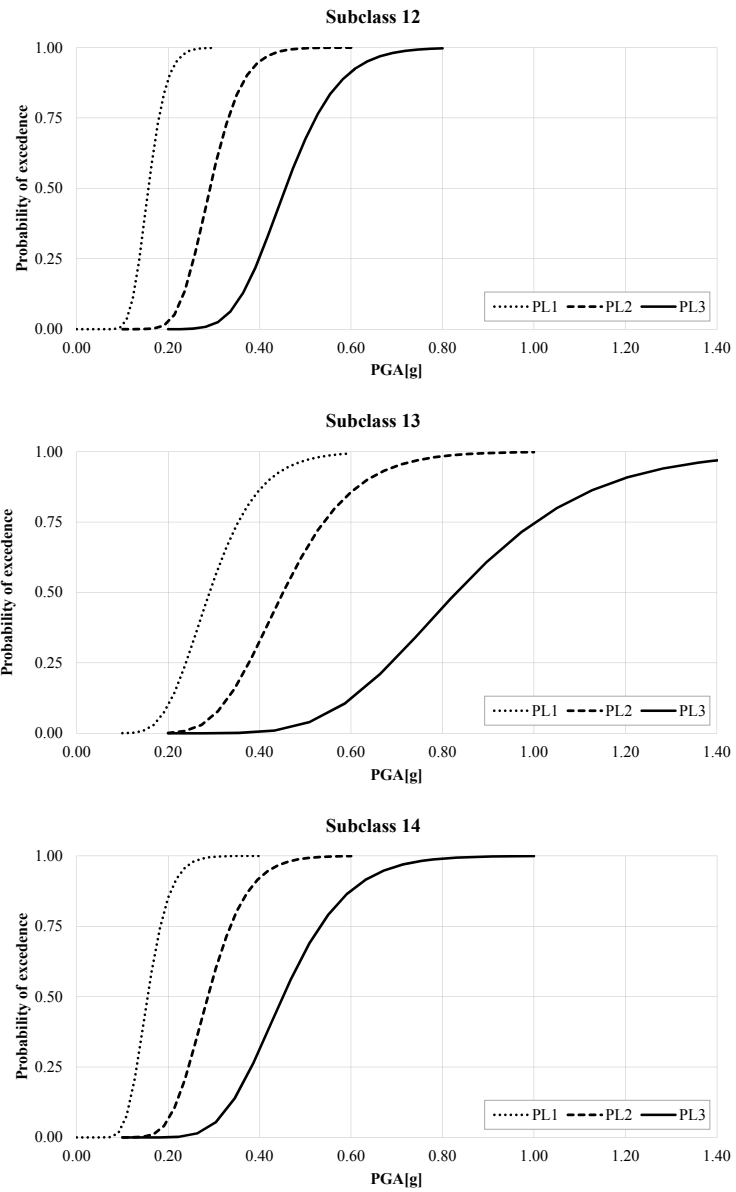 Subclass 12
1.00
0.75
0.50
0.25
0.00
Probability of excedence
PL1 PL2 PL3
0.00 0.20 0.40 0.60 0.80 1.00 1.20 1.40
PGA[g]
Subclass 13
1.00
0.75
0.50
0.25
0.00
Probability of excedence
PL1 PL2 PL3
0.00 0.20 0.40 0.60 0.80 1.00 1.20 1.40
PGA[g]
Subclass 14
1.00
0.75
0.50
0.25
0.00
Probability of excedence
PL1 PL2 PL3
0.00 0.20 0.40 0.60 0.80 1.00 1.20 1.40
PGA[g]